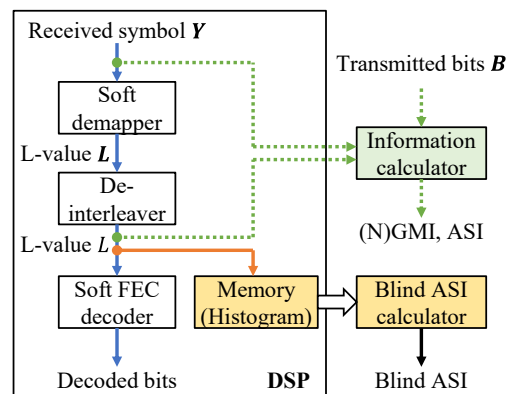 Received symbol Y
Transmitted bits B
Soft
demapper
Information
calculator
L-value L
De-
interleaver
(N)GMI, ASI
L-value L
Soft FEC
decoder
Memory
(Histogram)
Blind ASI
calculator
Decoded bits
DSP
Blind ASI